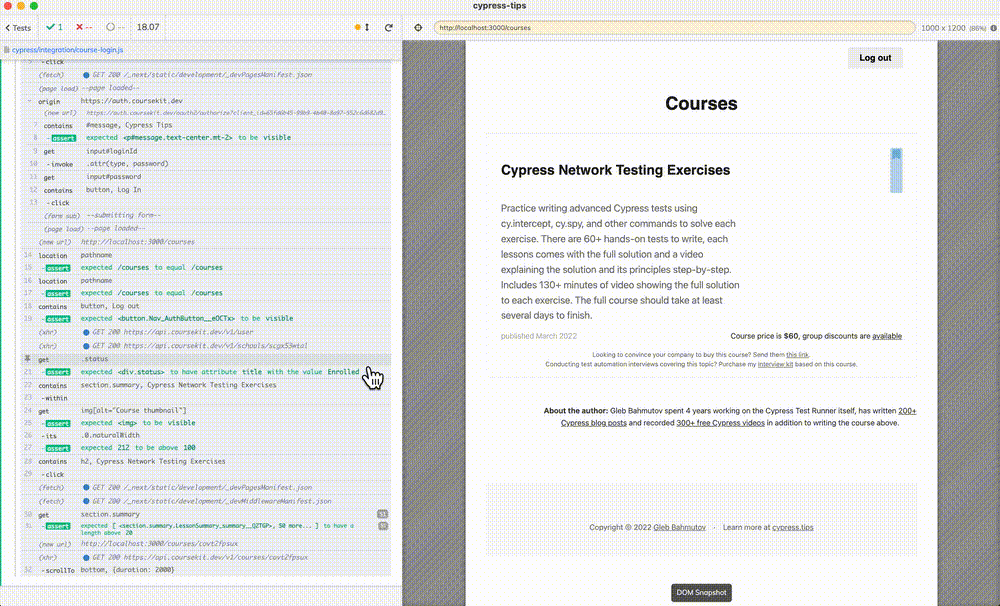 cypress-tips
Tests
1
--
--
18.07
http://localhost:3000/courses
1000 x 1200 (86%)
cypress/integration/course-login.js
-click
(fetch) GET 200 /_next/static/development/_devPagesManifest.json
(page load) --page loaded--
origin https://auth.coursekit.dev
(new url)
7 contains #message, Cypress Tips
8 -assert expected <p#message.text-center.mt-2> to be visible
9 get input#loginId
10 -invoke .attr(type, password)
11 get input#password
12 contains button, Log In
13 -click
(form sub) --submitting form--
(page load) --page loaded--
(new url) http://localhost:3000/courses
14 location pathname
15 -assert expected /courses to equal /courses
16 location pathname
17 -assert expected /courses to equal /courses
18 contains button, Log out
19 -assert expected <button.Nav_AuthButton__eOCTx> to be visible
(xhr) GET 200 https://api.coursekit.dev/v1/user
(xhr) GET 200 https://api.coursekit.dev/v1/schools/scgx53wtol
get .status
21 -assert expected <div.status> to have attribute title with the value Enrolled
22 contains section.summary, Cypress Network Testing Exercises
23 -within
24 get img[alt="Course thumbnail"]
25 -assert expected <img> to be visible
26 -its .0.naturalWidth
27 -assert expected 212 to be above 100
28 contains h2, Cypress Network Testing Exercises
29 -click
(fetch) GET 200 /_next/static/development/_devPagesManifest.json
(fetch) GET 200 /_next/static/development/_devMiddlewareManifest.json
30 get section.summary
31 -assert expected [ <section.summary.LessonSummary_summary__QZTGP>, 50 more... ] to have a
length above 20
(new url) http://localhost:3000/courses/covt2fpsux
(xhr) GET 200 https://api.coursekit.dev/v1/courses/covt2fpsux
32 -scrollTo bottom, {duration: 2000}
Log out
Courses
Cypress Network Testing Exercises
Practice writing advanced Cypress tests using
cy.intercept, cy.spy, and other commands to solve each
exercise. There are 60+ hands-on tests to write, each
lessons comes with the full solution and a video
explaining the solution and its principles step-by-step.
Includes 130+ minutes of video showing the full solution
to each exercise. The full course should take at least
several days to finish.
published March 2022
Course price is $60, group discounts are available
Looking to convince your company to buy this course? Send them this link.
Conducting test automation interviews covering this topic? Purchase my interview kit based on this course.
About the author: Gleb Bahmutov spent 4 years working on the Cypress Test Runner itself, has written 200+
Cypress blog posts and recorded 300+ free Cypress videos in addition to writing the course above.
Copyright © 2022 Gleb Bahmutov · Learn more at cypress.tips
DOM Snapshot